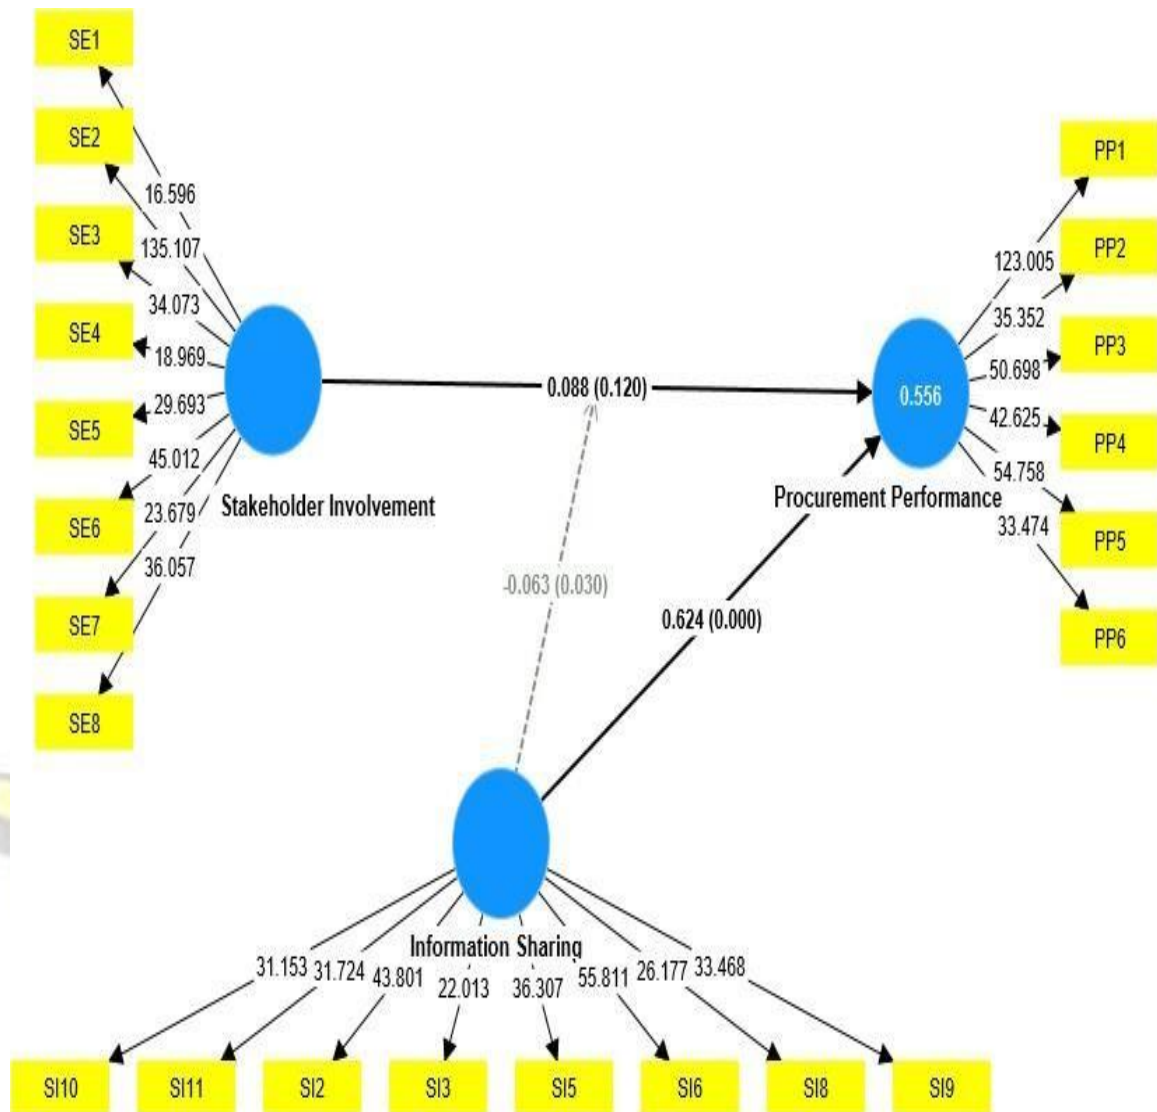 SE1
SE2
SE3
SE4
SE5
SE6
SE7
SE8
16.596
135.107
34.073
18.969
29.693
45.012
23.679
36.057
Stakeholder Involvement
0.088 (0.120)
-0.063 (0.030)
0.624 (0.000)
0.556
Procurement Performance
123.005
35.352
50.698
42.625
54.758
33.474
PP1
PP2
PP3
PP4
PP5
PP6
Information Sharing
31.153
31.724
43.801
22.013
36.307
55.811
26.177
33.468
SI10
SI11
SI2
SI3
SI5
SI6
SI8
SI9